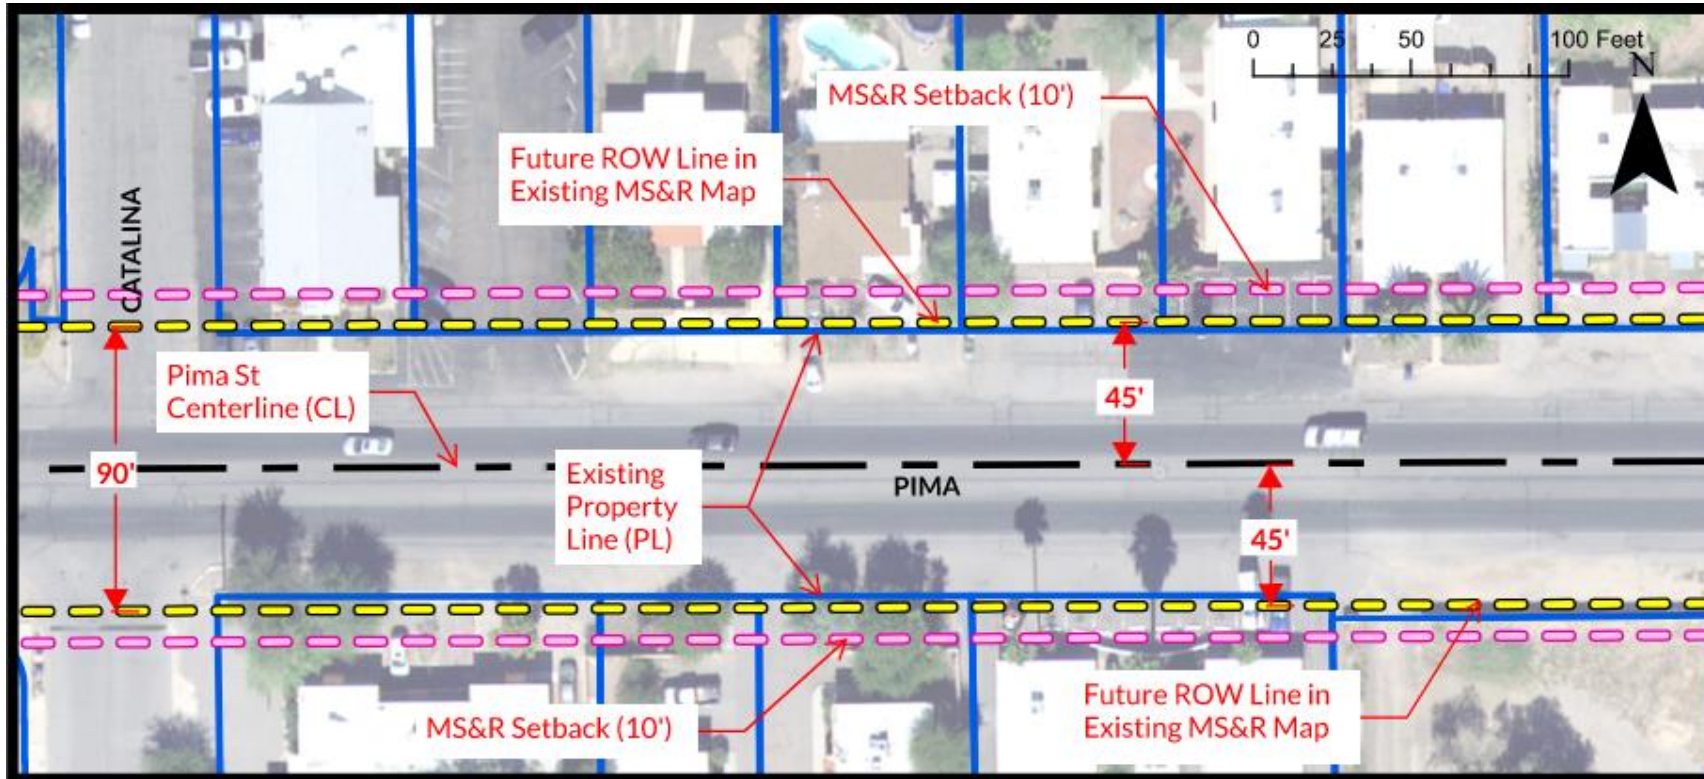 0 25 50 100 Feet
N
MS&R Setback (10')
Future ROW Line in
Existing MS&R Map
CATALINA
Pima St
Centerline (CL)
45'
90'
Existing
Property
Line (PL)
PIMA
45'
MS&R Setback (10')
Future ROW Line in
Existing MS&R Map